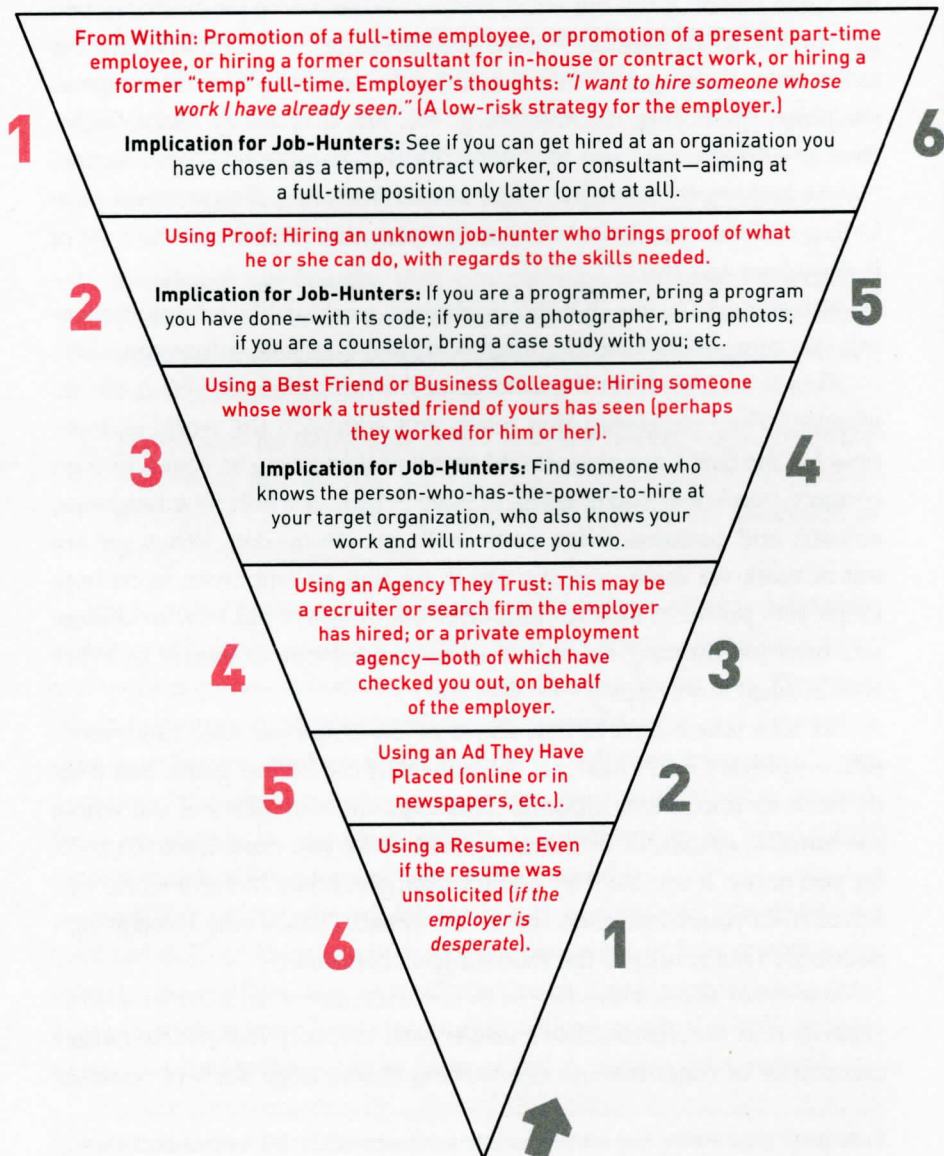 From Within: Promotion of a full-time employee, or promotion of a present part-time
employee, or hiring a former consultant for in-house or contract work, or hiring a
former “temp” full-time. Employer’s thoughts: “I want to hire someone whose
work I have already seen.” (A low-risk strategy for the employer.)
1
6
Implication for Job-Hunters: See if you can get hired at an organization you
have chosen as a temp, contract worker, or consultant—aiming at
a full-time position only later (or not at all).
Using Proof: Hiring an unknown job-hunter who brings proof of what
he or she can do, with regards to the skills needed.
2
5
Implication for Job-Hunters: If you are a programmer, bring a program
you have done—with its code; if you are a photographer, bring photos;
if you are a counselor, bring a case study with you; etc.
Using a Best Friend or Business Colleague: Hiring someone
whose work a trusted friend of yours has seen (perhaps
they worked for him or her).
3
4
Implication for Job-Hunters: Find someone who
knows the person-who-has-the-power-to-hire at
your target organization, who also knows your
work and will introduce you two.
Using an Agency They Trust: This may be
a recruiter or search firm the employer
has hired; or a private employment
agency—both of which have
checked you out, on behalf
of the employer.
4
3
Using an Ad They Have
Placed (online or in
newspapers, etc.).
5
2
Using a Resume: Even
if the resume was
unsolicited (if the
employer is
desperate).
6
1